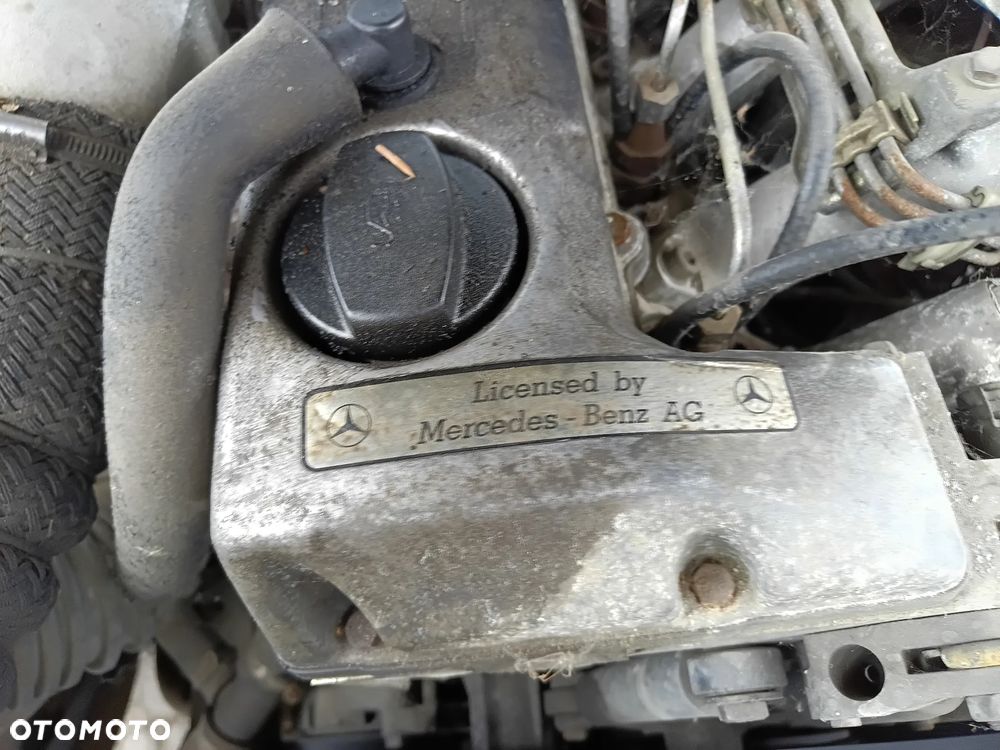 Licensed by
Mercedes-Benz AG
OTOMOTO